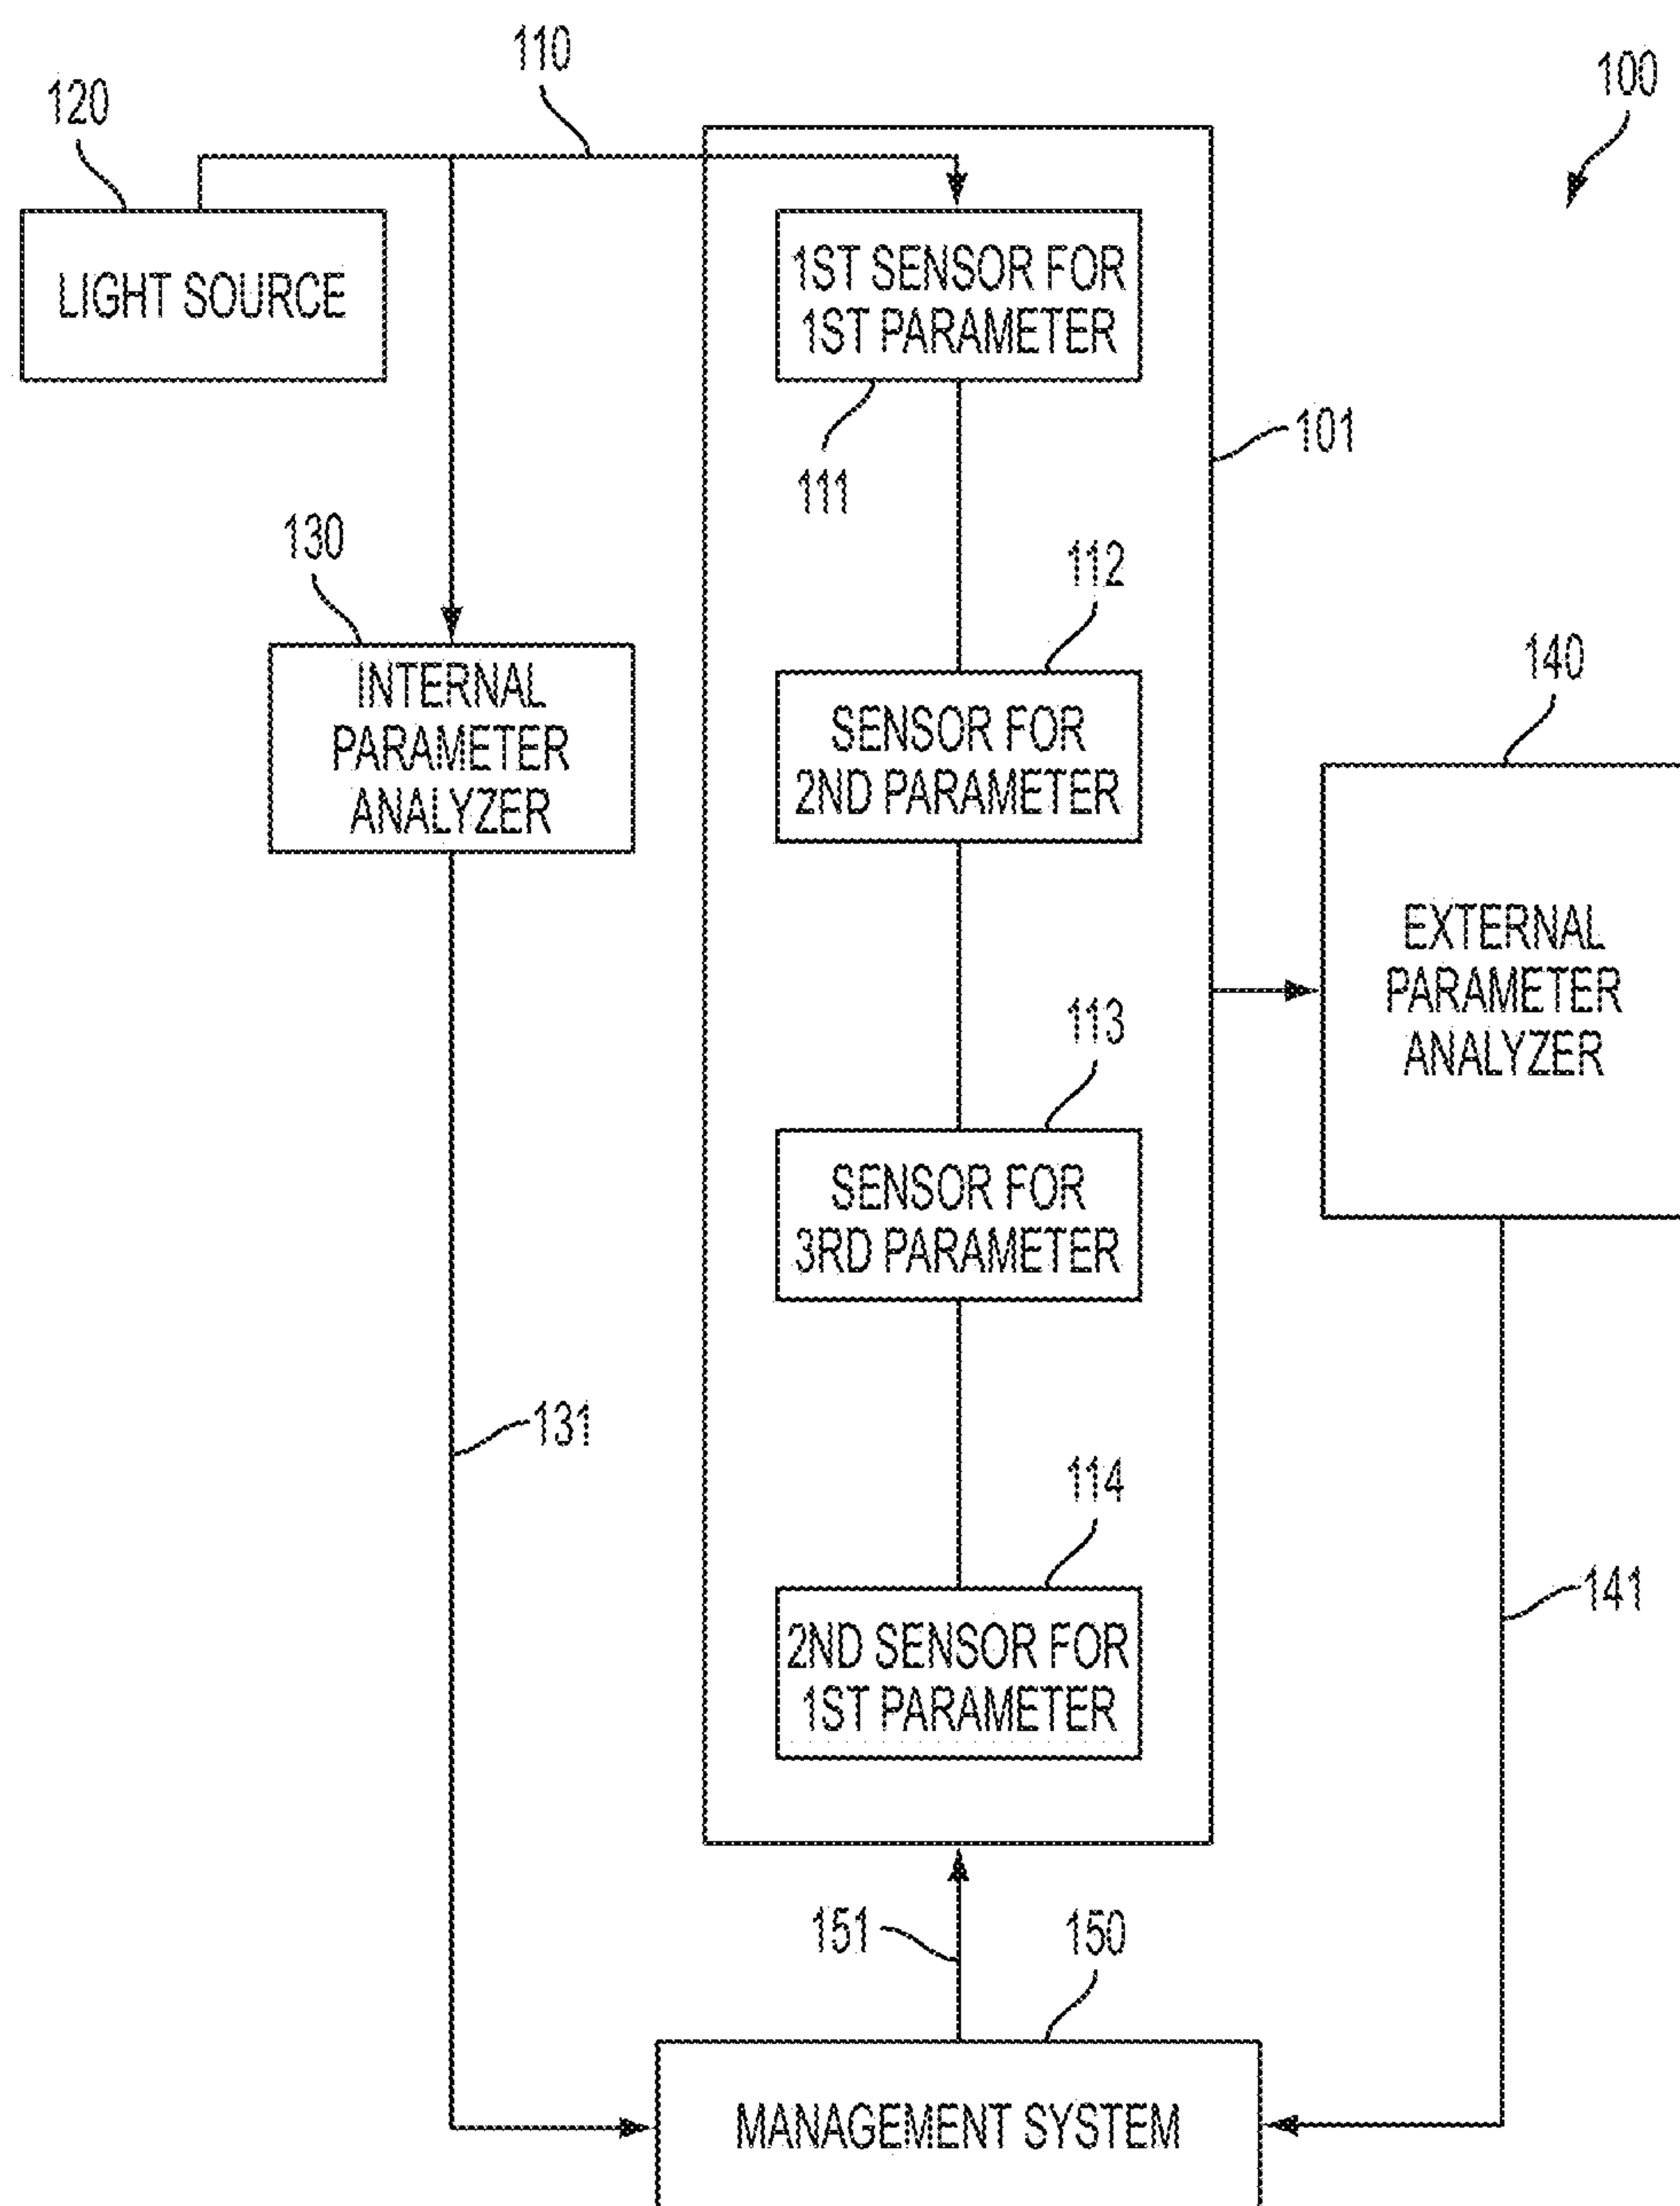 110
100
120
LIGHT SOURCE
1ST SENSOR FOR
1ST PARAMETER
101
111
130
112
INTERNAL
PARAMETER
ANALYZER
SENSOR FOR
2ND PARAMETER
140
EXTERNAL
PARAMETER
ANALYZER
113
SENSOR FOR
3RD PARAMETER
131
114
141
2ND SENSOR FOR
1ST PARAMETER
151
150
MANAGEMENT SYSTEM